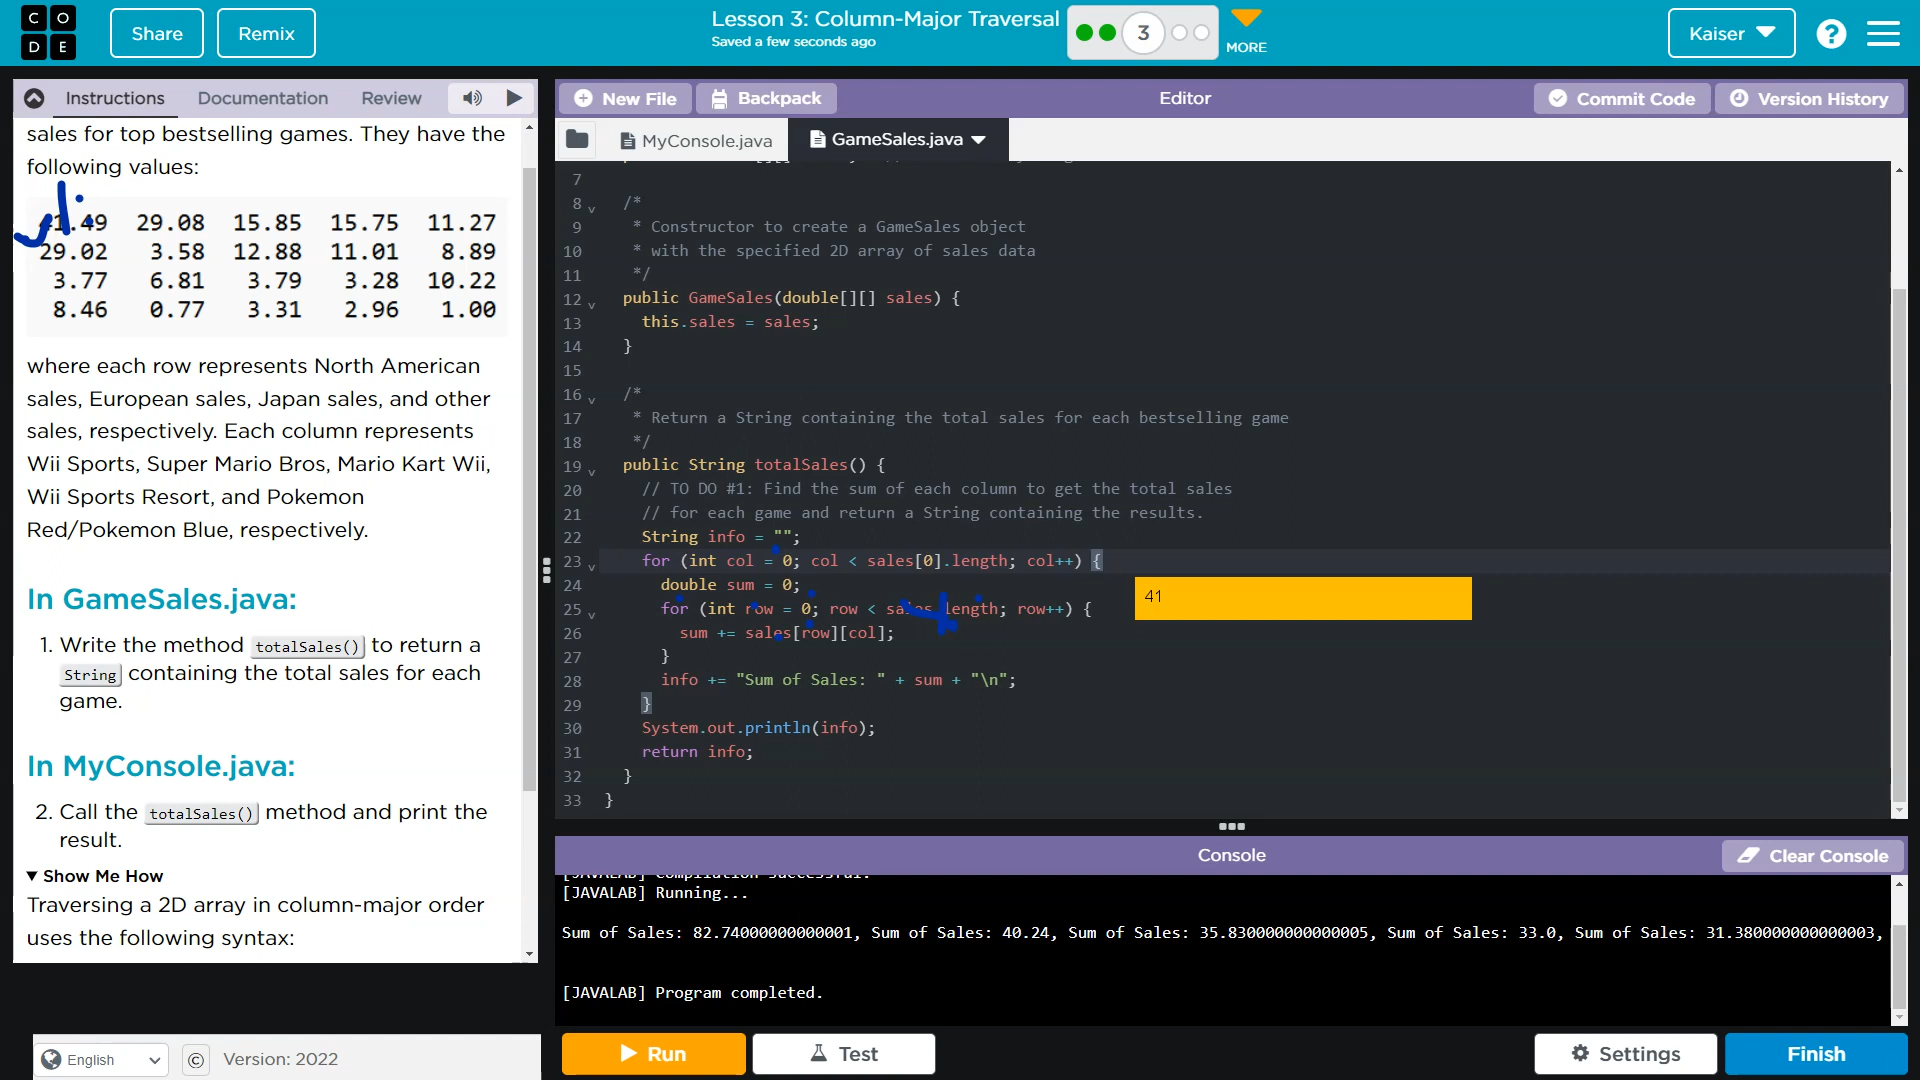 CODE
Share
Remix
Lesson 3: Column-Major Traversal
Saved a few seconds ago
3
MORE
Kaiser
?
Instructions
Documentation
Review
New File
Backpack
Editor
Commit Code
Version History
MyConsole.java
GameSales.java
sales for top bestselling games. They have the
following values:
41.49 29.08 15.85 15.75 11.27
29.02 3.58 12.88 11.01 8.89
3.77 6.81 3.79 3.28 10.22
8.46 0.77 3.31 2.96 1.00
where each row represents North American
sales, European sales, Japan sales, and other
sales, respectively. Each column represents
Wii Sports, Super Mario Bros, Mario Kart Wii,
Wii Sports Resort, and Pokemon
Red/Pokemon Blue, respectively.
In GameSales.java:
1. Write the method totalSales() to return a
String containing the total sales for each
game.
In MyConsole.java:
2. Call the totalSales() method and print the
result.
Show Me How
Traversing a 2D array in column-major order
uses the following syntax:
7
8 /*
9 * Constructor to create a GameSales object
10 * with the specified 2D array of sales data
11 */
12 public GameSales(double[][] sales) {
13 this.sales = sales;
14 }
15
16 /*
17 * Return a String containing the total sales for each bestselling game
18 */
19 public String totalSales() {
20 // TO DO #1: Find the sum of each column to get the total sales
21 // for each game and return a String containing the results.
22 String info = "";
23 for (int col = 0; col < sales[0].length; col++) {
24 double sum = 0;
25 for (int row = 0; row < sales.length; row++) {
26 sum += sales[row][col];
27 }
28 info += "Sum of Sales: " + sum + "\n";
29 }
30 System.out.println(info);
31 return info;
32 }
33 }
41
Console
Clear Console
[JAVALAB] Compilation successful.
[JAVALAB] Running...
Sum of Sales: 82.74000000000001, Sum of Sales: 40.24, Sum of Sales: 35.830000000000005, Sum of Sales: 33.0, Sum of Sales: 31.380000000000003,
[JAVALAB] Program completed.
English
©
Version: 2022
Run
Test
Settings
Finish